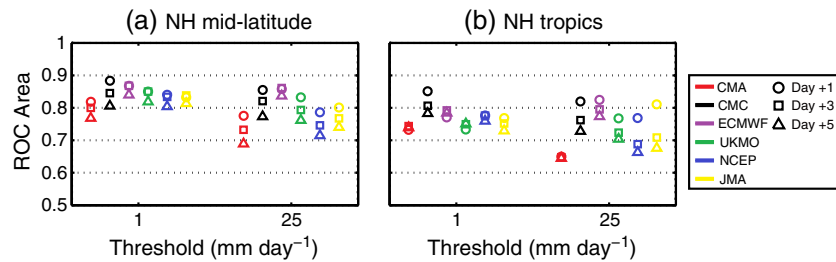 (a) NH mid-latitude
(b) NH tropics
ROC Area
1
0.9
0.8
0.7
0.6
0.5
1
25
1
25
Threshold (mm day⁻¹)
Threshold (mm day⁻¹)
CMA
CMC
ECMWF
UKMO
NCEP
JMA
Day +1
Day +3
Day +5